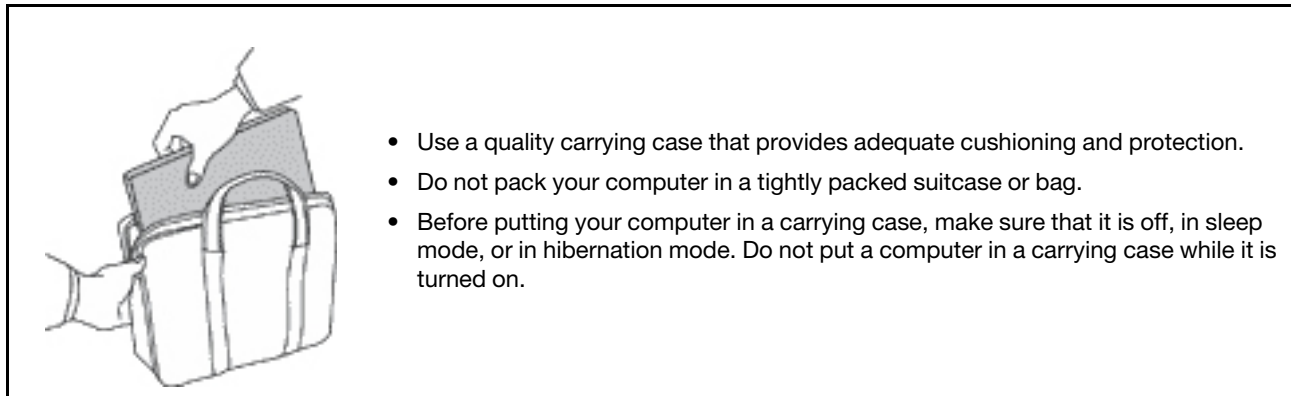 • Use a quality carrying case that provides adequate cushioning and protection.
• Do not pack your computer in a tightly packed suitcase or bag.
• Before putting your computer in a carrying case, make sure that it is off, in sleep
mode, or in hibernation mode. Do not put a computer in a carrying case while it is
turned on.